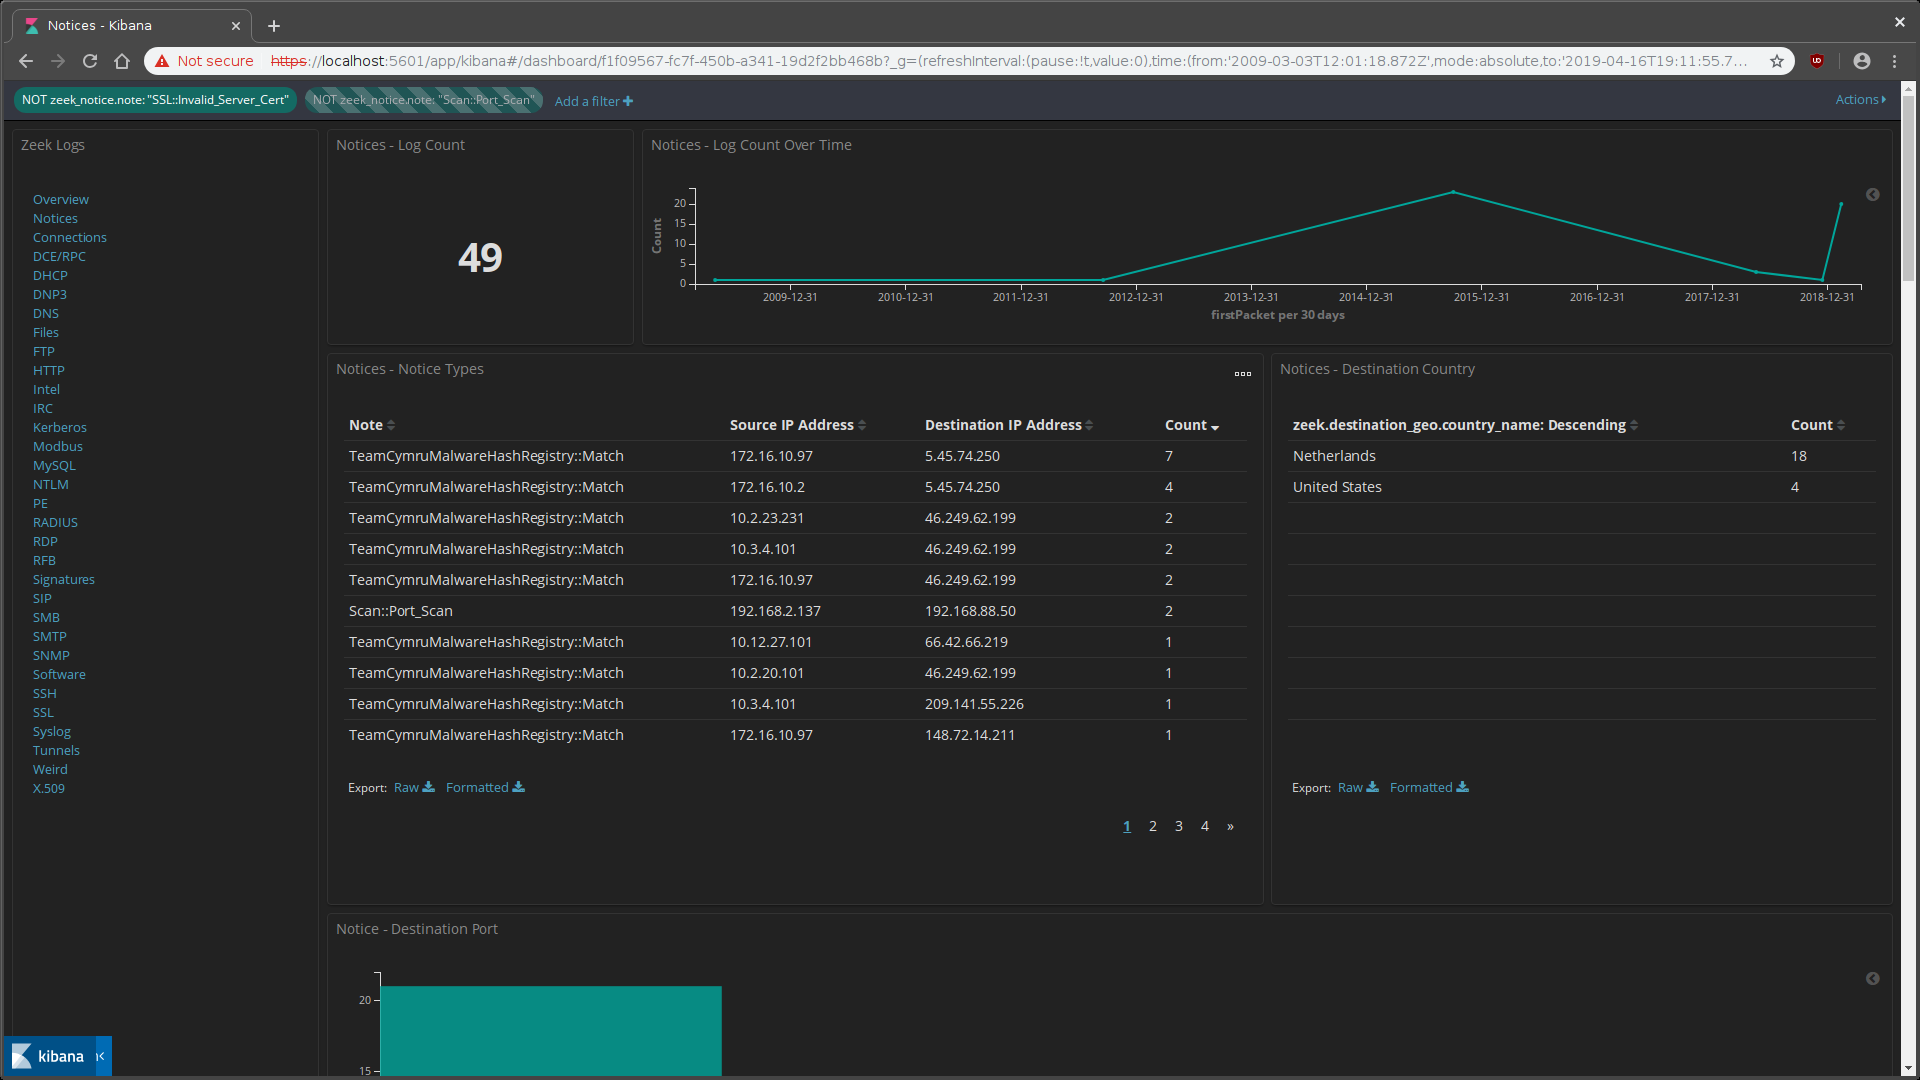 Notices - Kibana
Not secure https://localhost:5601/app/kibana#/dashboard/f1f09567-fc7f-450b-a341-19d2f2bb468b?_g=(refreshInterval:(pause:!t,value:0),time:(from:'2009-03-03T12:01:18.872Z',mode:absolute,to:'2019-04-16T19:11:55.7...
NOT zeek_notice.note: "SSL::Invalid_Server_Cert" NOT zeek_notice.note: "Scan::Port_Scan" Add a filter + Actions
Zeek Logs
Overview
Notices
Connections
DCE/RPC
DHCP
DNP3
DNS
Files
FTP
HTTP
Intel
IRC
Kerberos
Modbus
MySQL
NTLM
PE
RADIUS
RDP
RFB
Signatures
SIP
SMB
SMTP
SNMP
Software
SSH
SSL
Syslog
Tunnels
Weird
X.509
Notices - Log Count
49
Notices - Log Count Over Time
Count
20
15
10
5
0
2009-12-31 2010-12-31 2011-12-31 2012-12-31 2013-12-31 2014-12-31 2015-12-31 2016-12-31 2017-12-31 2018-12-31
firstPacket per 30 days
Notices - Notice Types
Note Source IP Address Destination IP Address Count
TeamCymruMalwareHashRegistry::Match 172.16.10.97 5.45.74.250 7
TeamCymruMalwareHashRegistry::Match 172.16.10.2 5.45.74.250 4
TeamCymruMalwareHashRegistry::Match 10.2.23.231 46.249.62.199 2
TeamCymruMalwareHashRegistry::Match 10.3.4.101 46.249.62.199 2
TeamCymruMalwareHashRegistry::Match 172.16.10.97 46.249.62.199 2
Scan::Port_Scan 192.168.2.137 192.168.88.50 2
TeamCymruMalwareHashRegistry::Match 10.12.27.101 66.42.66.219 1
TeamCymruMalwareHashRegistry::Match 10.2.20.101 46.249.62.199 1
TeamCymruMalwareHashRegistry::Match 10.3.4.101 209.141.55.226 1
TeamCymruMalwareHashRegistry::Match 172.16.10.97 148.72.14.211 1
Export: Raw Formatted
1 2 3 4 »
Notices - Destination Country
zeek.destination_geo.country_name: Descending Count
Netherlands 18
United States 4
Export: Raw Formatted
Notice - Destination Port
20
15
kibana